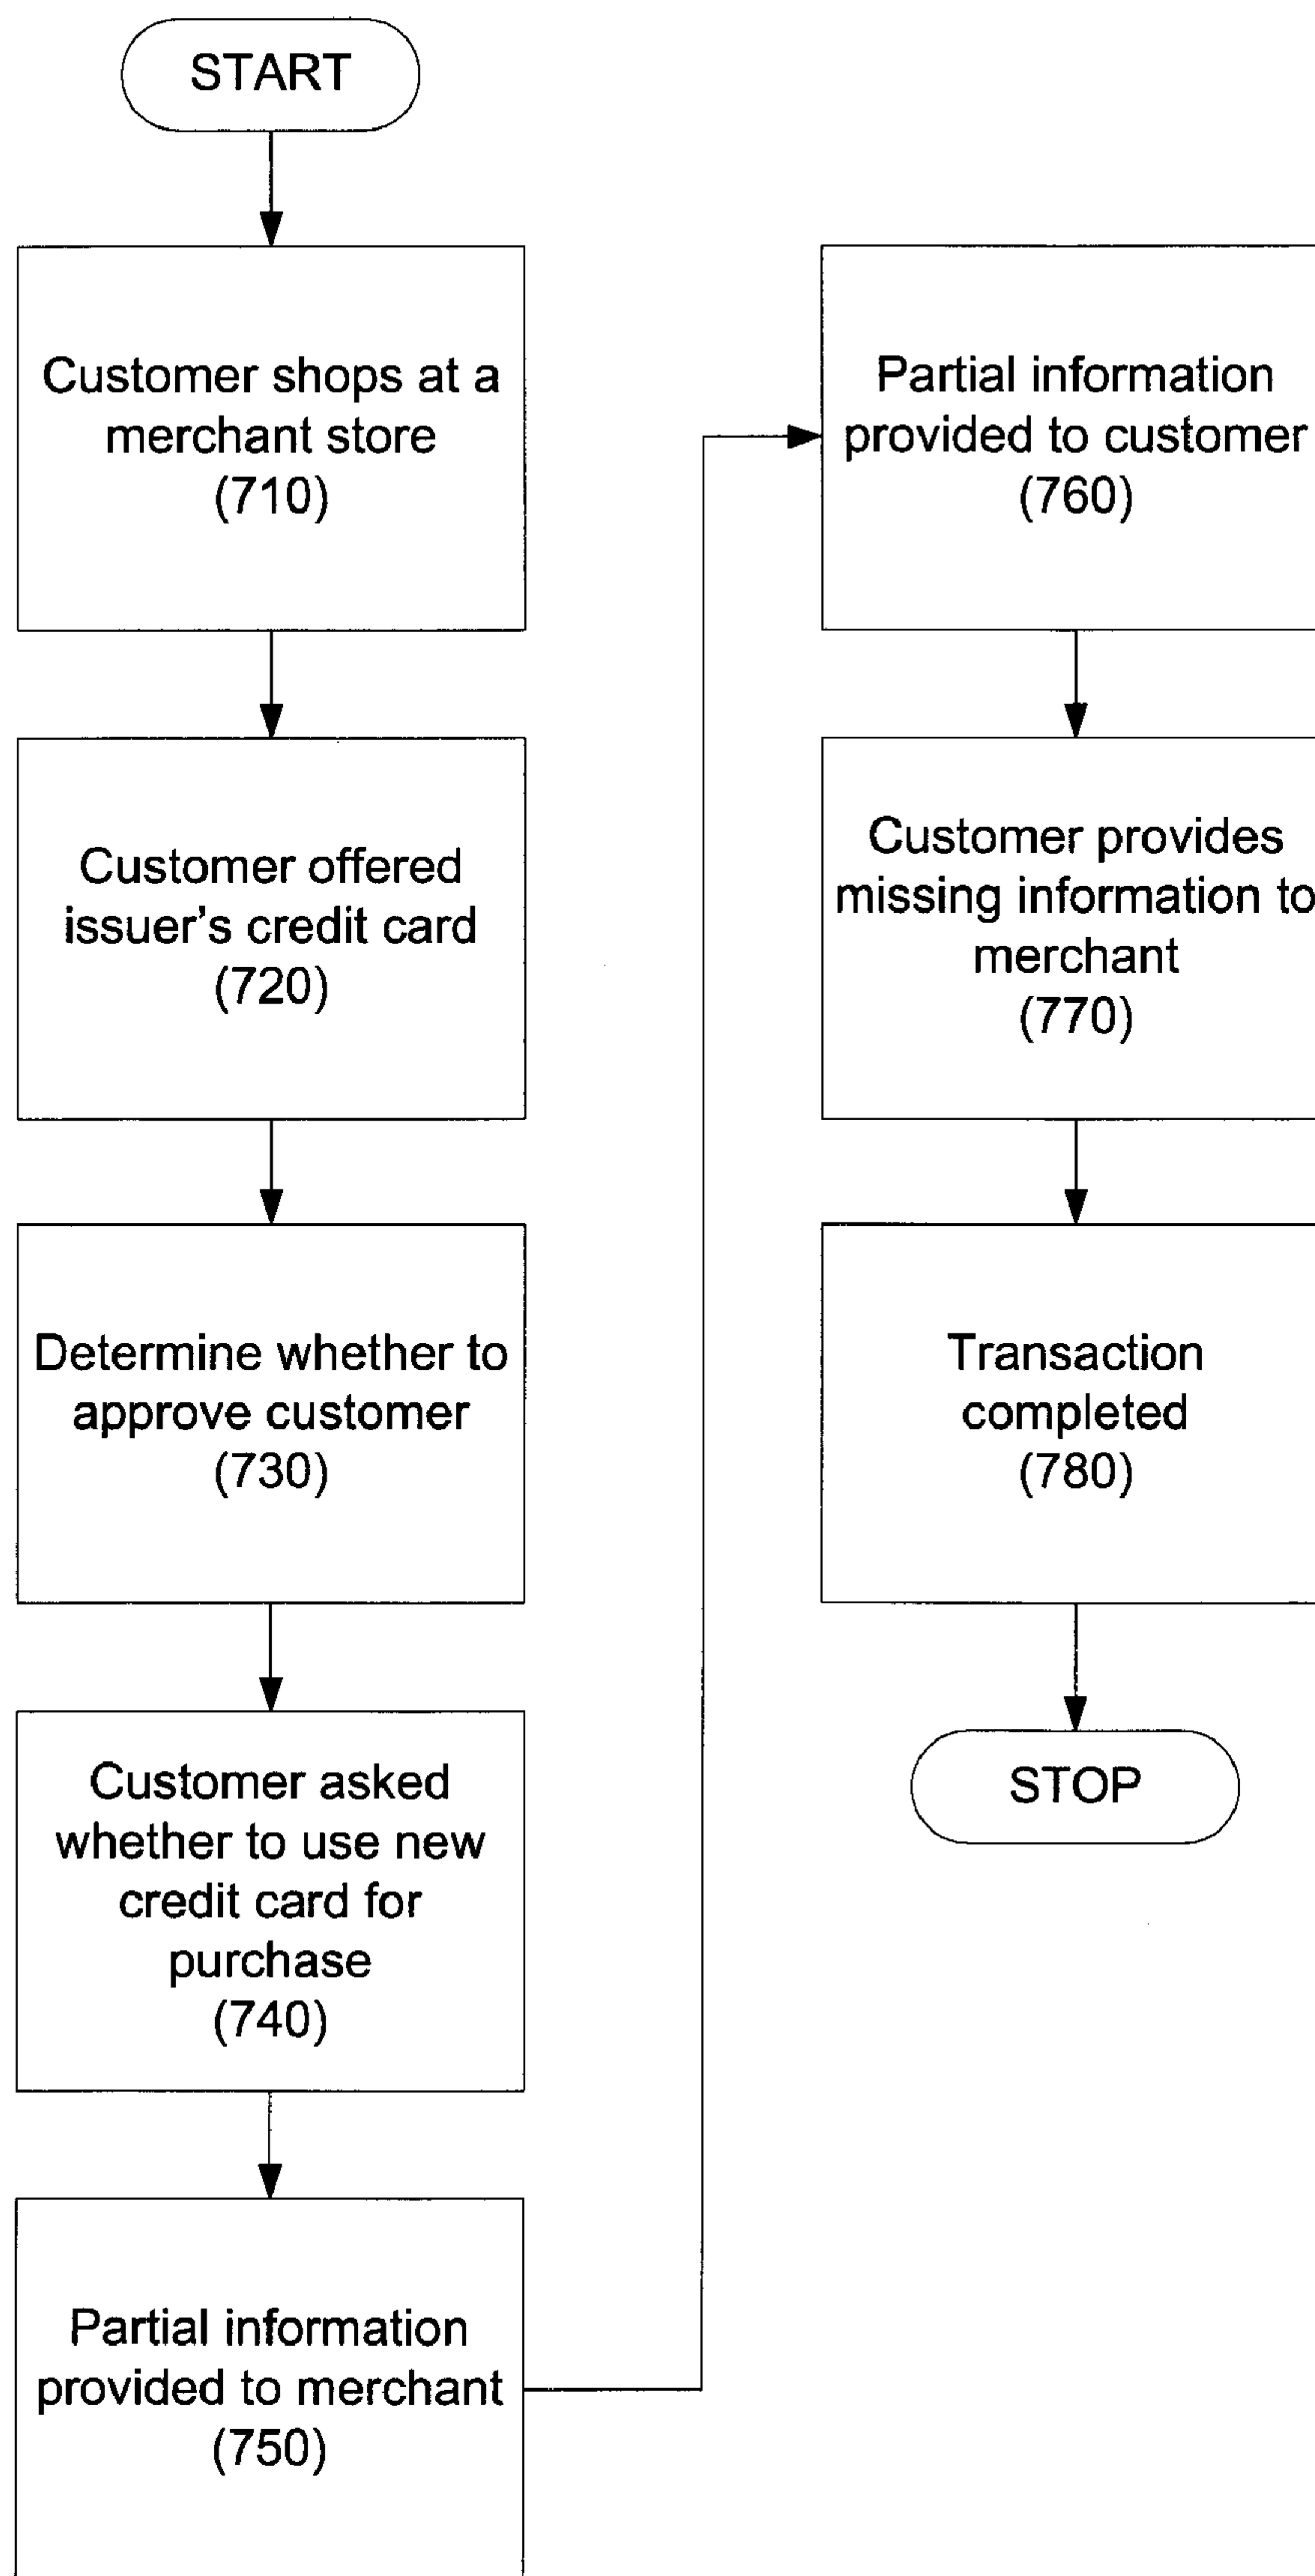 START
Customer shops at a
merchant store
(710)
Customer offered
issuer's credit card
(720)
Determine whether to
approve customer
(730)
Customer asked
whether to use new
credit card for
purchase
(740)
Partial information
provided to merchant
(750)
Partial information
provided to customer
(760)
Customer provides
missing information to
merchant
(770)
Transaction
completed
(780)
STOP